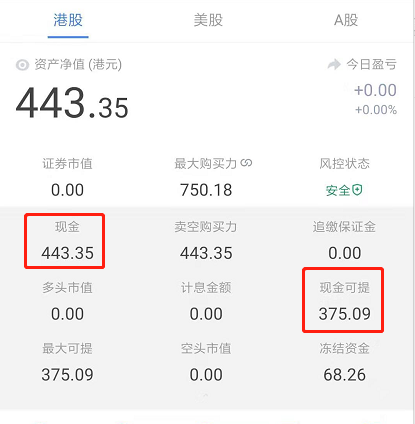 港股 美股 A股
资产净值 (港元) 今日盈亏
443.35 +0.00
+0.00%
证券市值 最大购买力 风控状态
0.00 750.18 安全
现金 卖空购买力 追缴保证金
443.35 443.35 0.00
多头市值 计息金额 现金可提
0.00 0.00 375.09
最大可提 空头市值 冻结资金
375.09 0.00 68.26